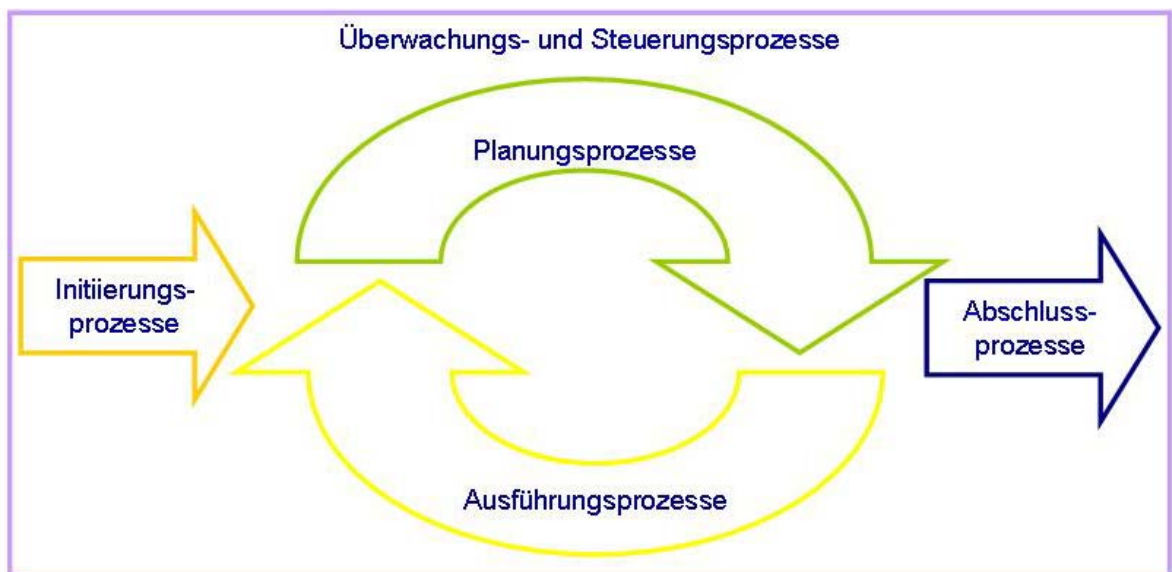 Überwachungs- und Steuerungsprozesse
Planungsprozesse
Initiierungs-
prozesse
Abschluss-
prozesse
Ausführungsprozesse